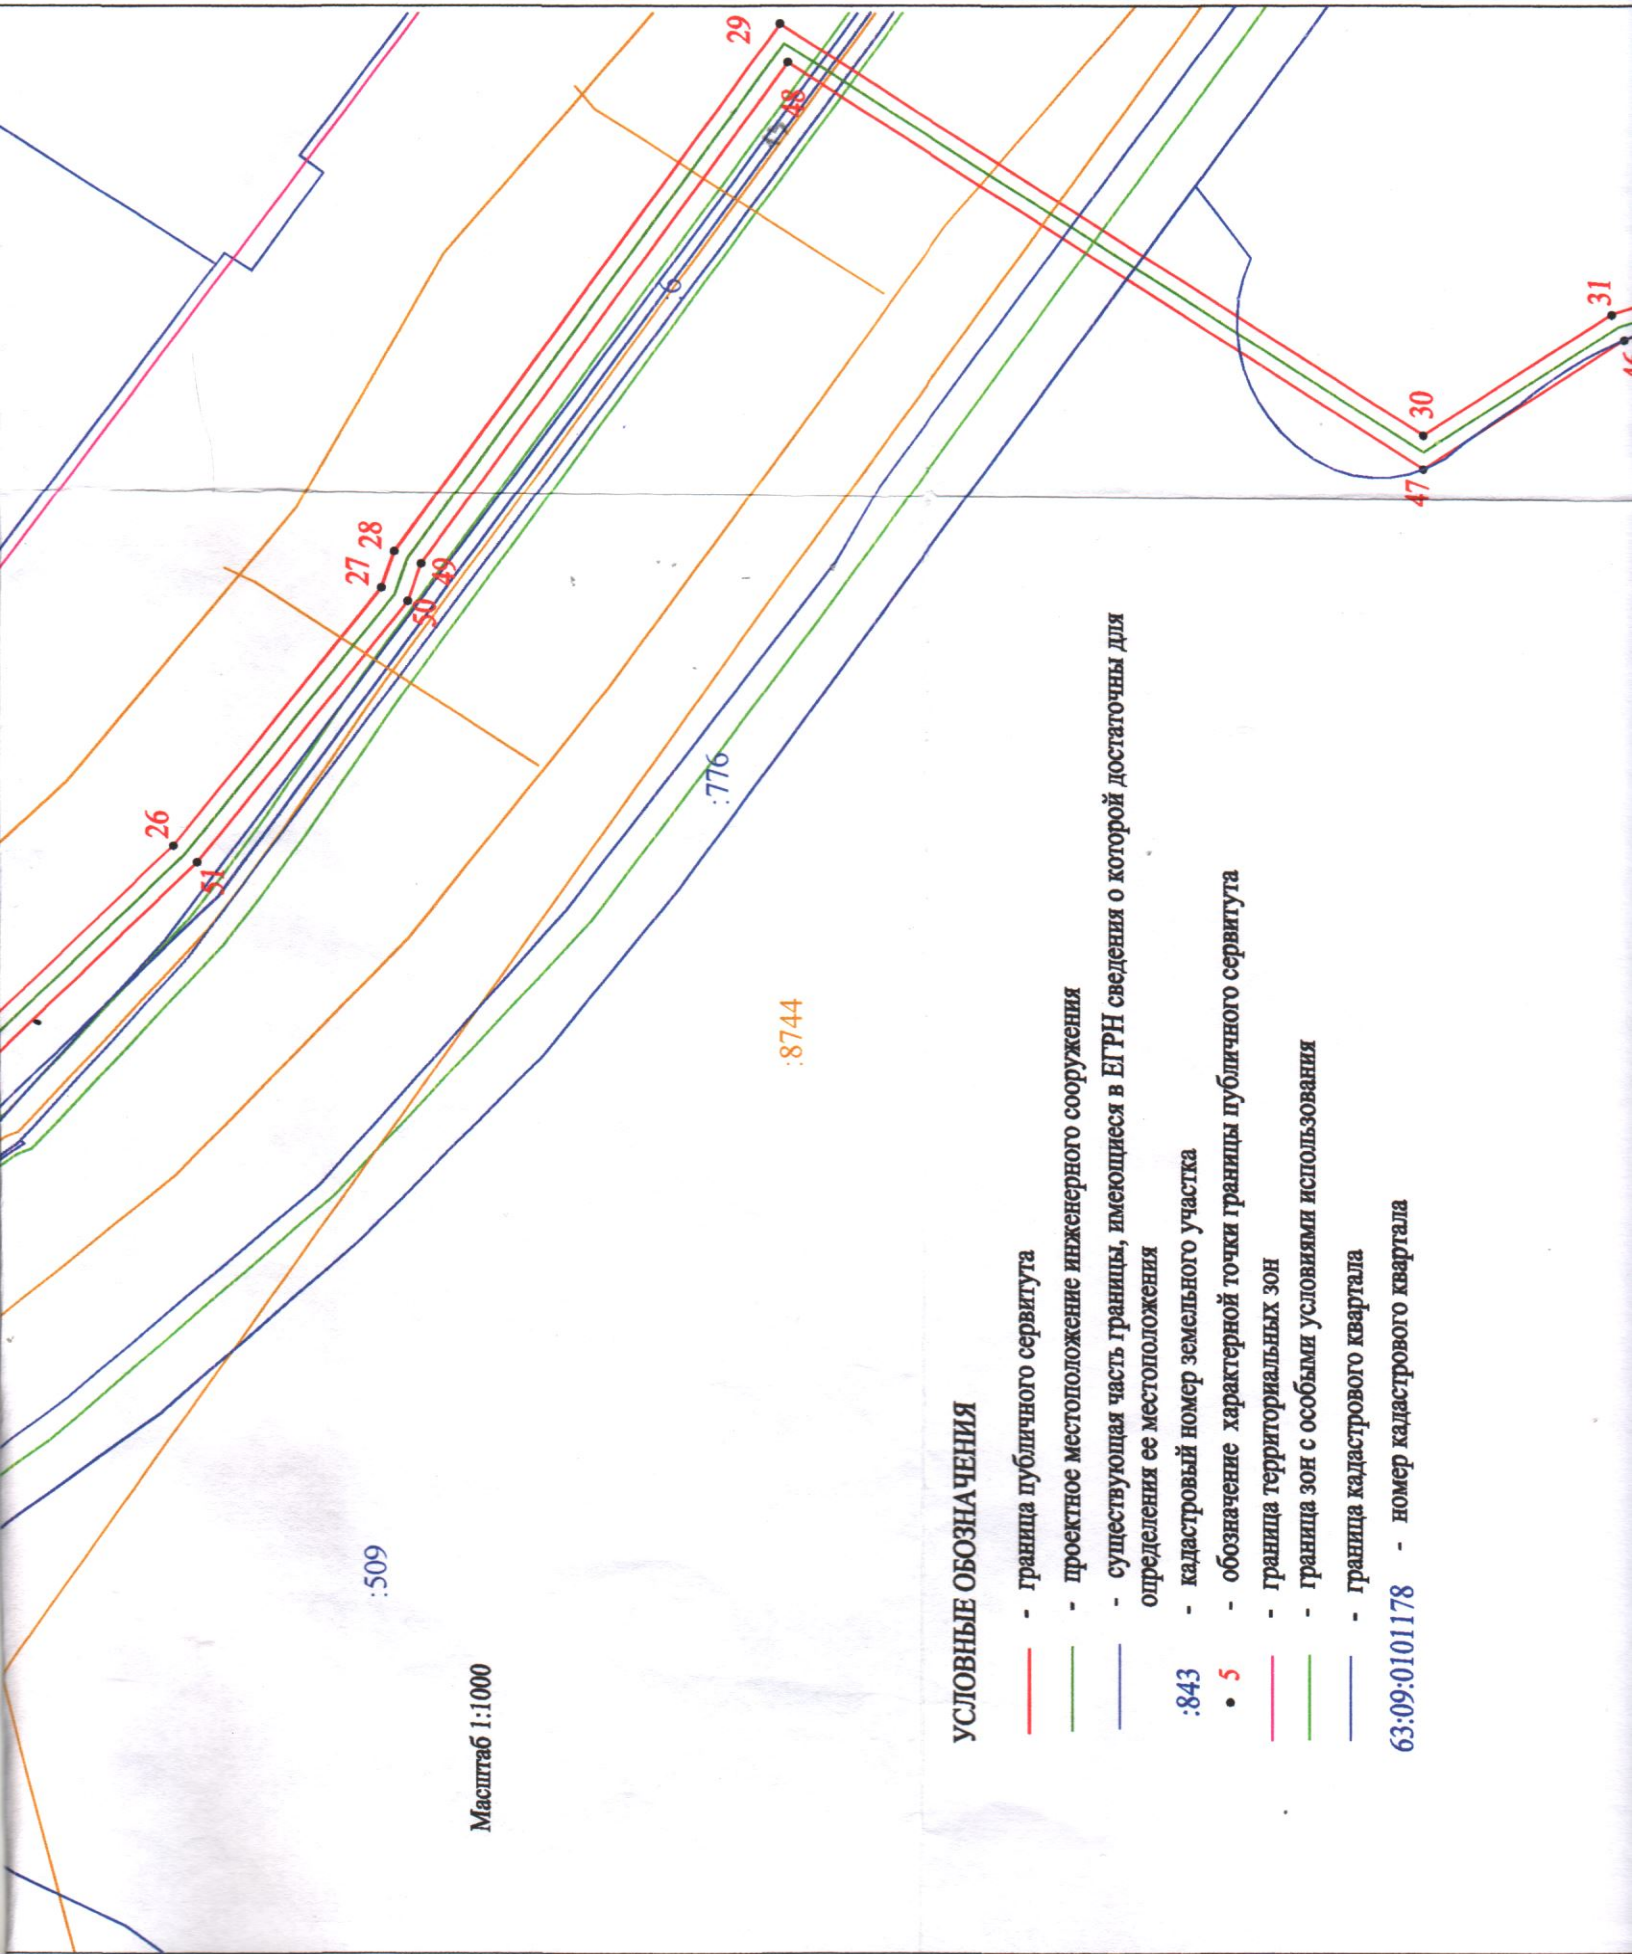 29
48
:6
31
30
47
28
27
49
50
26
51
:776
:8744
:509
Масштаб 1:1000
УСЛОВНЫЕ ОБОЗНАЧЕНИЯ
- граница публичного сервитута
- проектное местоположение инженерного сооружения
- существующая часть границы, имеющиеся в ЕГРН сведения о которой достаточны для
определения ее местоположения
:843 - кадастровый номер земельного участка
• 5 - обозначение характерной точки границы публичного сервитута
- граница территориальных зон
- граница зон с особыми условиями использования
- граница кадастрового квартала
63:09:0101178 - номер кадастрового квартала